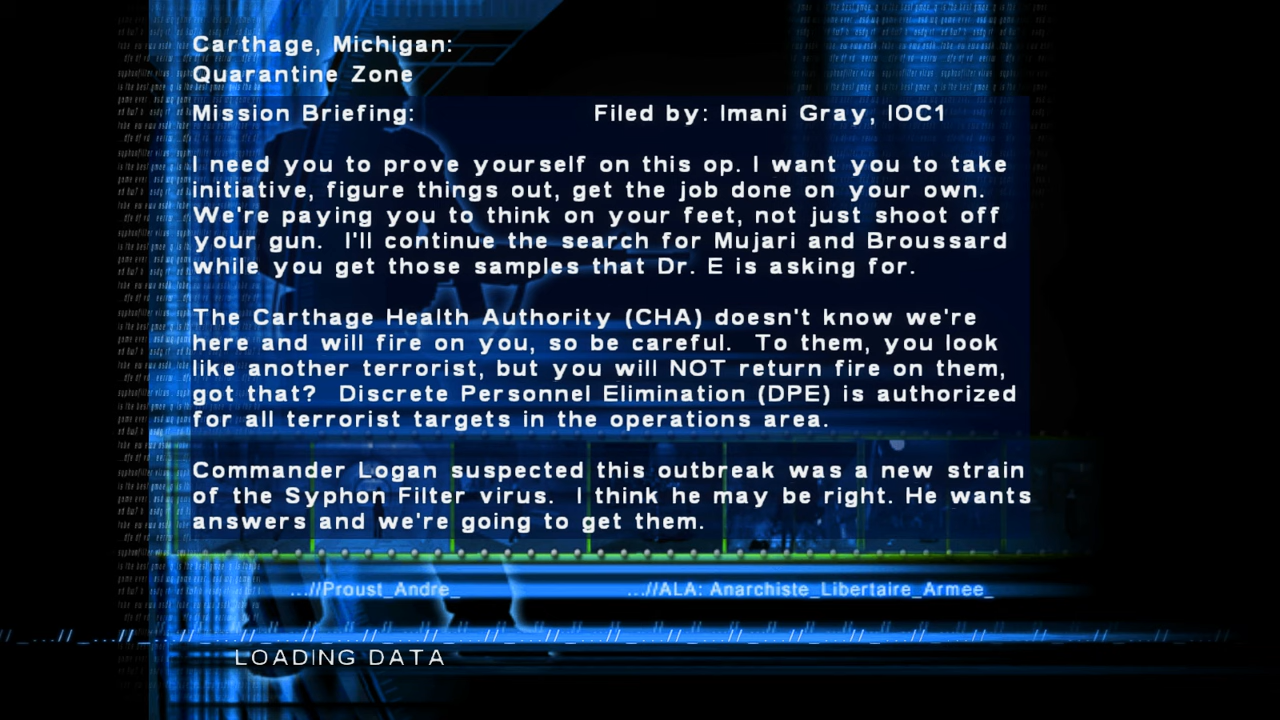 Carthage, Michigan:
Quarantine Zone
Mission Briefing: Filed by: Imani Gray, IOC1
I need you to prove yourself on this op. I want you to take
initiative, figure things out, get the job done on your own.
We're paying you to think on your feet, not just shoot off
your gun.  I'll continue the search for Mujari and Broussard
while you get those samples that Dr. E is asking for.
The Carthage Health Authority (CHA) doesn't know we're
here and will fire on you, so be careful.  To them, you look
like another terrorist, but you will NOT return fire on them,
got that?  Discrete Personnel Elimination (DPE) is authorized
for all terrorist targets in the operations area.
Commander Logan suspected this outbreak was a new strain
of the Syphon Filter virus.  I think he may be right. He wants
answers and we're going to get them.
...//Proust_Andre_ ...//ALA: Anarchiste_Libertaire_Armee_
LOADING DATA